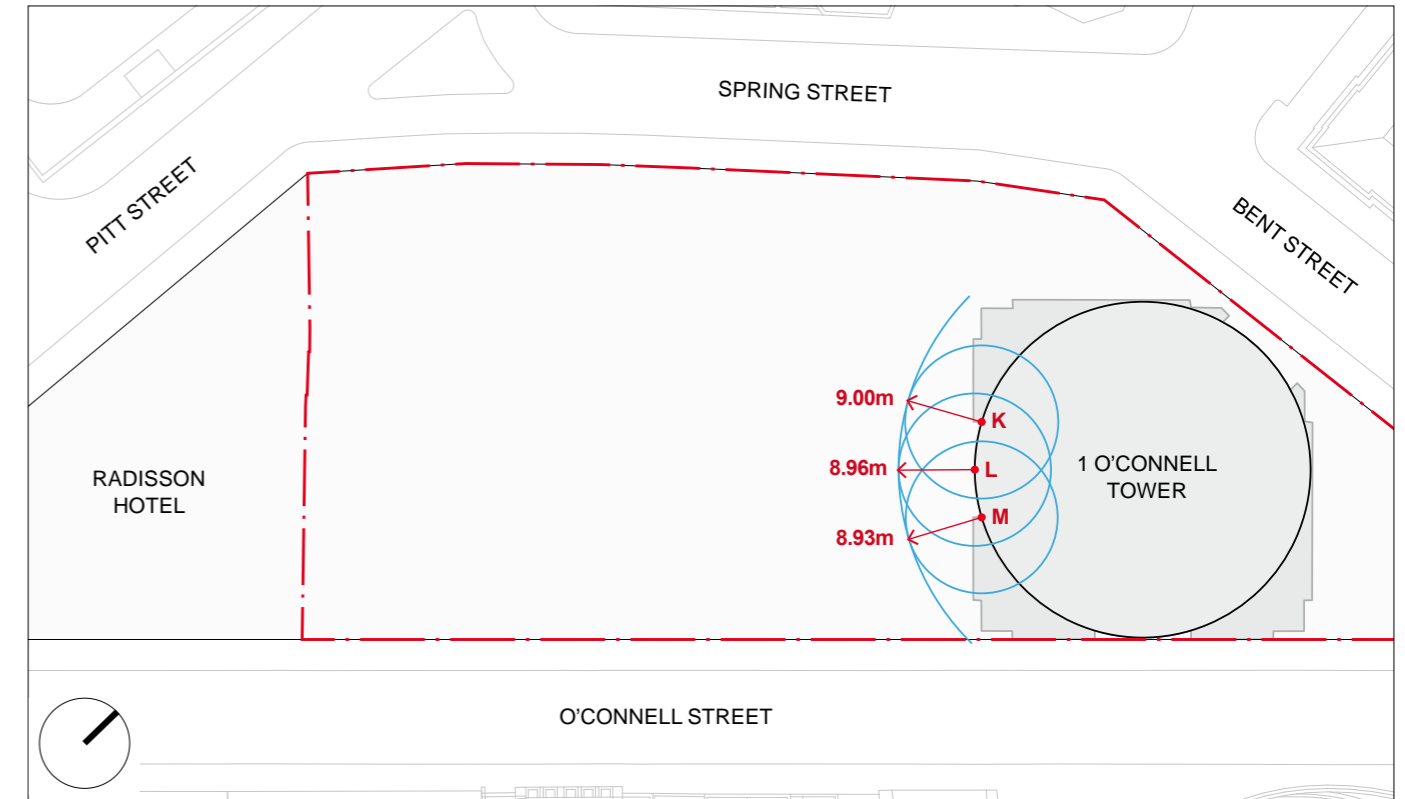 SPRING STREET
PITT STREET
BENT STREET
9.00m
K
8.96m
L
1 O'CONNELL
TOWER
RADISSON
HOTEL
M
8.93m
O'CONNELL STREET